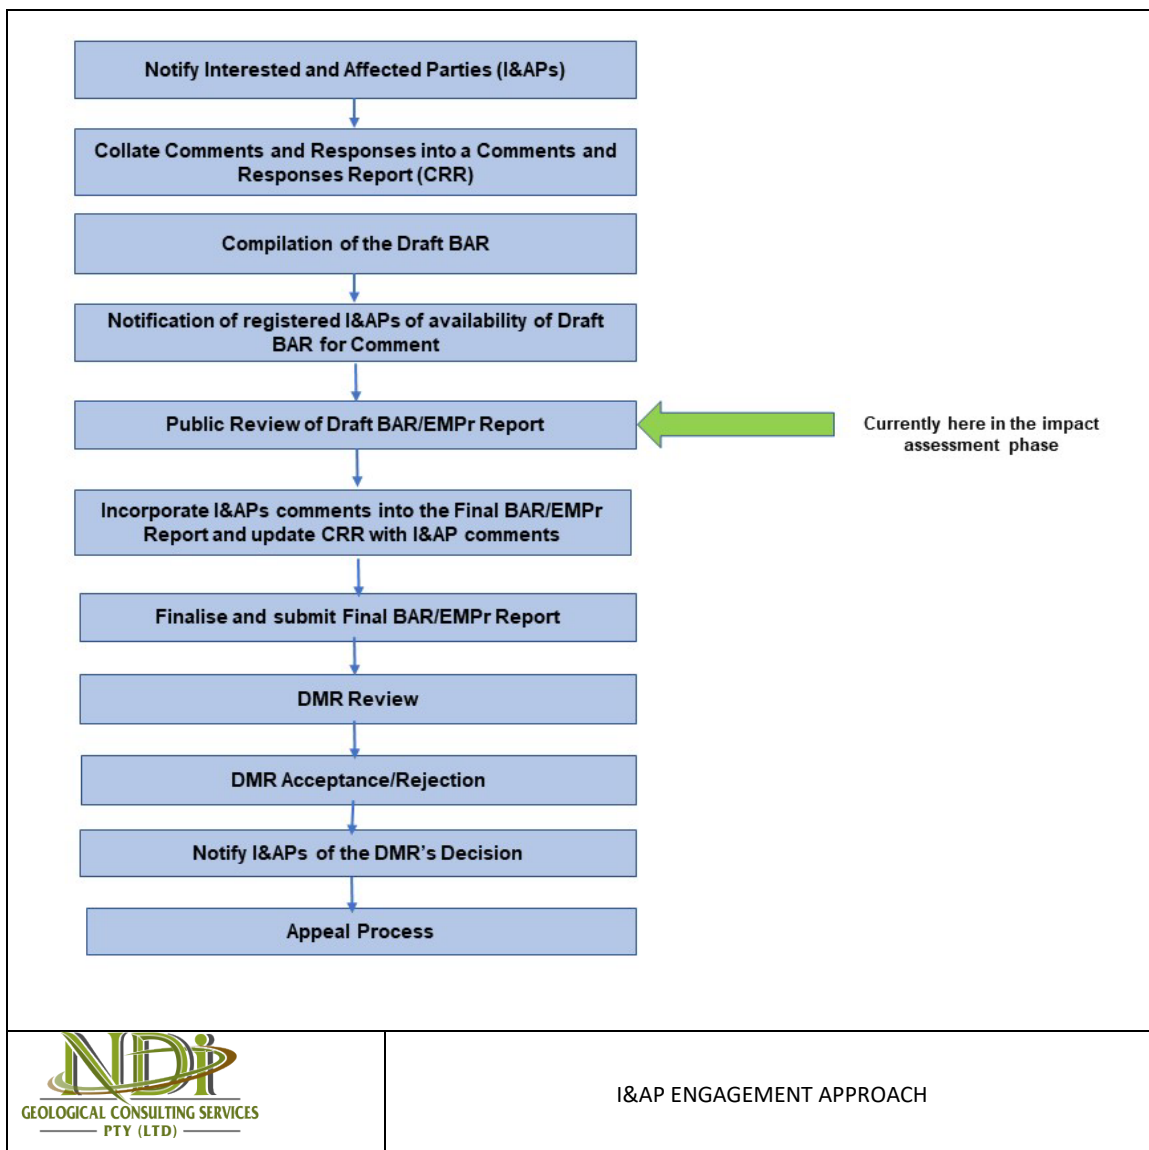 Notify Interested and Affected Parties (I&APs)
Collate Comments and Responses into a Comments and
Responses Report (CRR)
Compilation of the Draft BAR
Notification of registered I&APs of availability of Draft
BAR for Comment
Public Review of Draft BAR/EMPr Report
Currently here in the impact
assessment phase
Incorporate I&APs comments into the Final BAR/EMPr
Report and update CRR with I&AP comments
Finalise and submit Final BAR/EMPr Report
DMR Review
DMR Acceptance/Rejection
Notify I&APs of the DMR's Decision
Appeal Process
NDi
GEOLOGICAL CONSULTING SERVICES
PTY (LTD)
I&AP ENGAGEMENT APPROACH